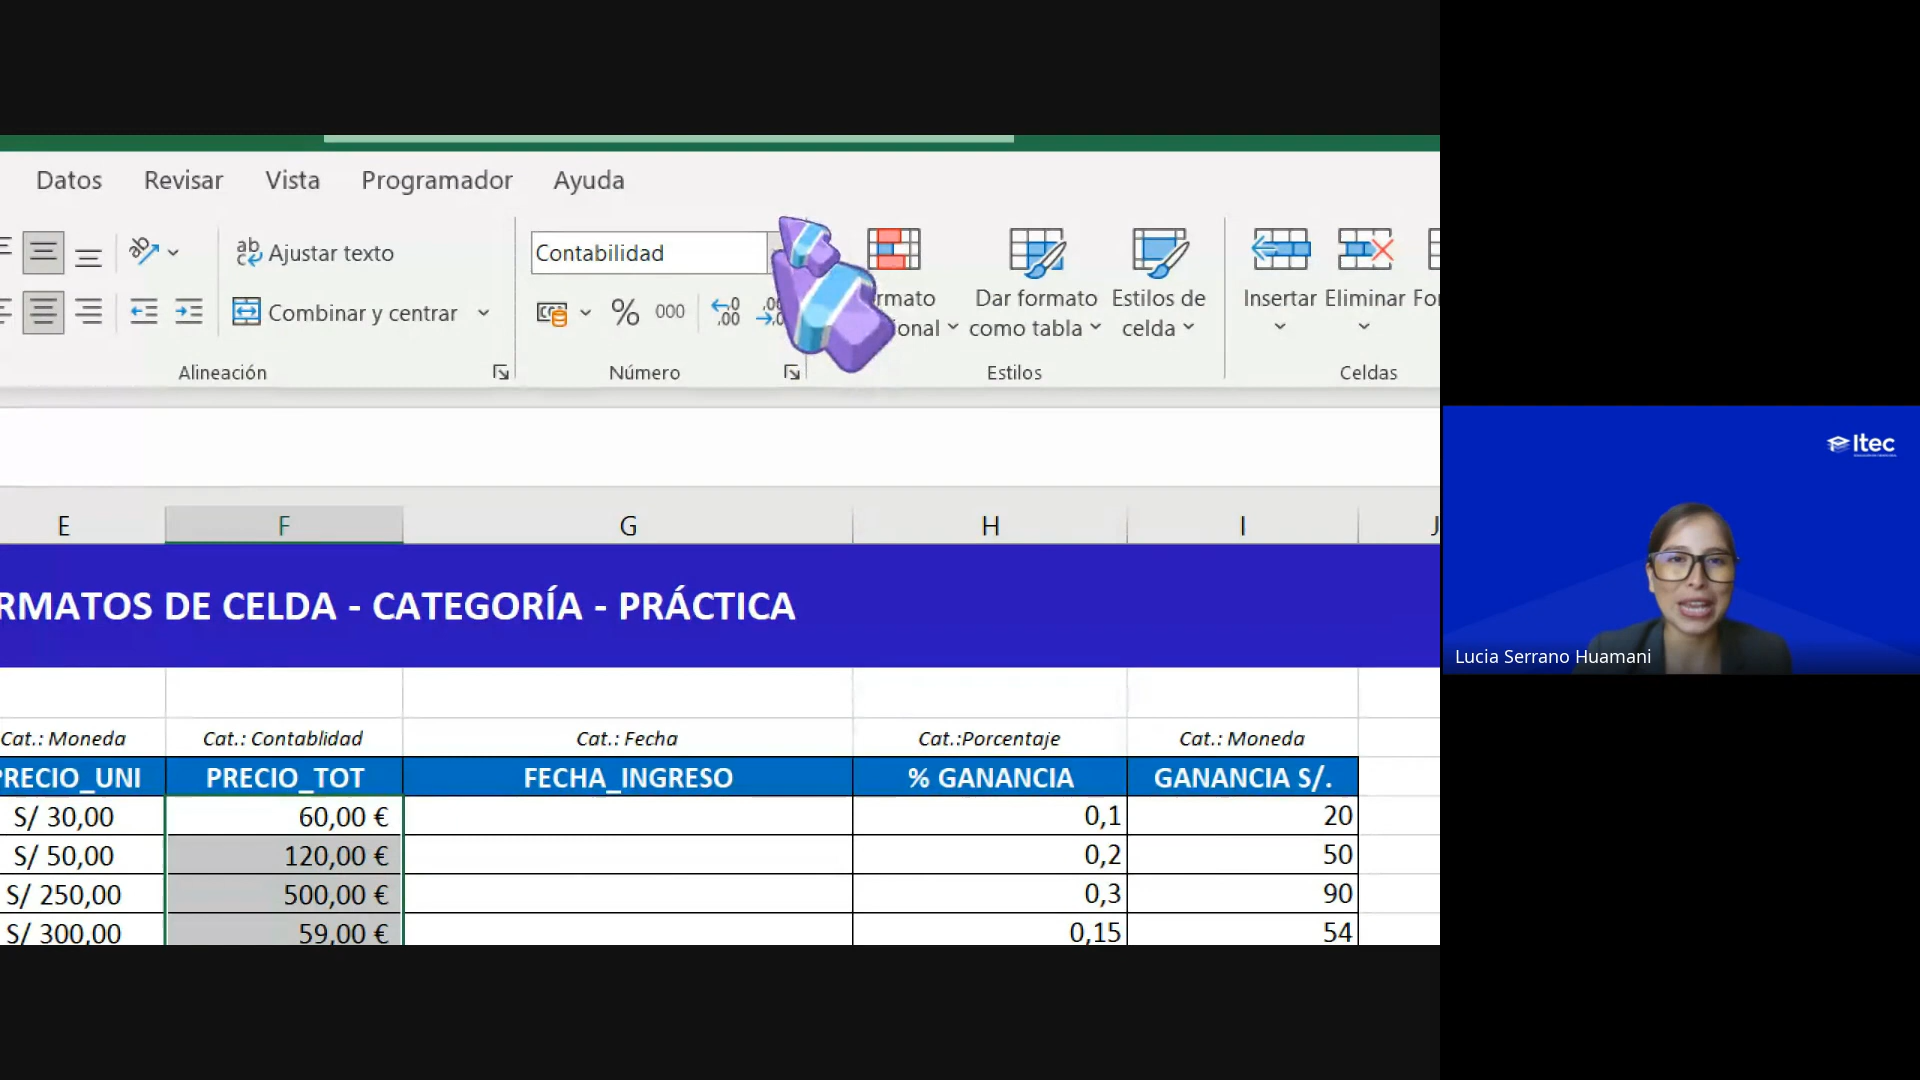 Datos Revisar Vista Programador Ayuda
ab Ajustar texto Contabilidad
Combinar y centrar % 000 Dar formato como tabla Estilos de celda Insertar Eliminar
Alineación Número Estilos Celdas
E F G H I J
RMATOS DE CELDA - CATEGORÍA - PRÁCTICA
Cat.: Moneda Cat.: Contablidad Cat.: Fecha Cat.:Porcentaje Cat.: Moneda
PRECIO_UNI PRECIO_TOT FECHA_INGRESO % GANANCIA GANANCIA S/.
S/ 30,00 60,00 € 0,1 20
S/ 50,00 120,00 € 0,2 50
S/ 250,00 500,00 € 0,3 90
S/ 300,00 59,00 € 0,15 54
Itec
Lucia Serrano Huamani